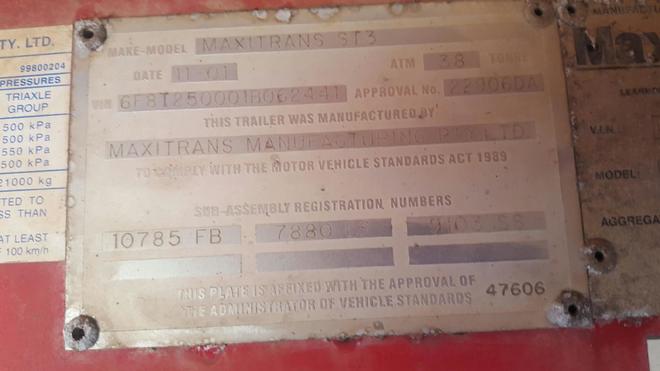 TY. LTD.
99800204
PRESSURES
TRIAXLE
GROUP
500 kPa
500 kPa
550 kPa
500 kPa
21000 kg
TED TO
SS THAN
AT LEAST
F 100 km/h
MAKE-MODEL MAXITRANS ST3
DATE 11-01 ATM 38 TONNE
VIN 6F8T250001B062441 APPROVAL No. 22906DA
THIS TRAILER WAS MANUFACTURED BY
MAXITRANS MANUFACTURING PTY LTD
TO COMPLY WITH THE MOTOR VEHICLE STANDARDS ACT 1989
SUB-ASSEMBLY REGISTRATION NUMBERS
10785 FB 7880
THIS PLATE IS AFFIXED WITH THE APPROVAL OF
THE ADMINISTRATOR OF VEHICLE STANDARDS 47606
Max
V.I.N.
MODEL:
AGGREGA